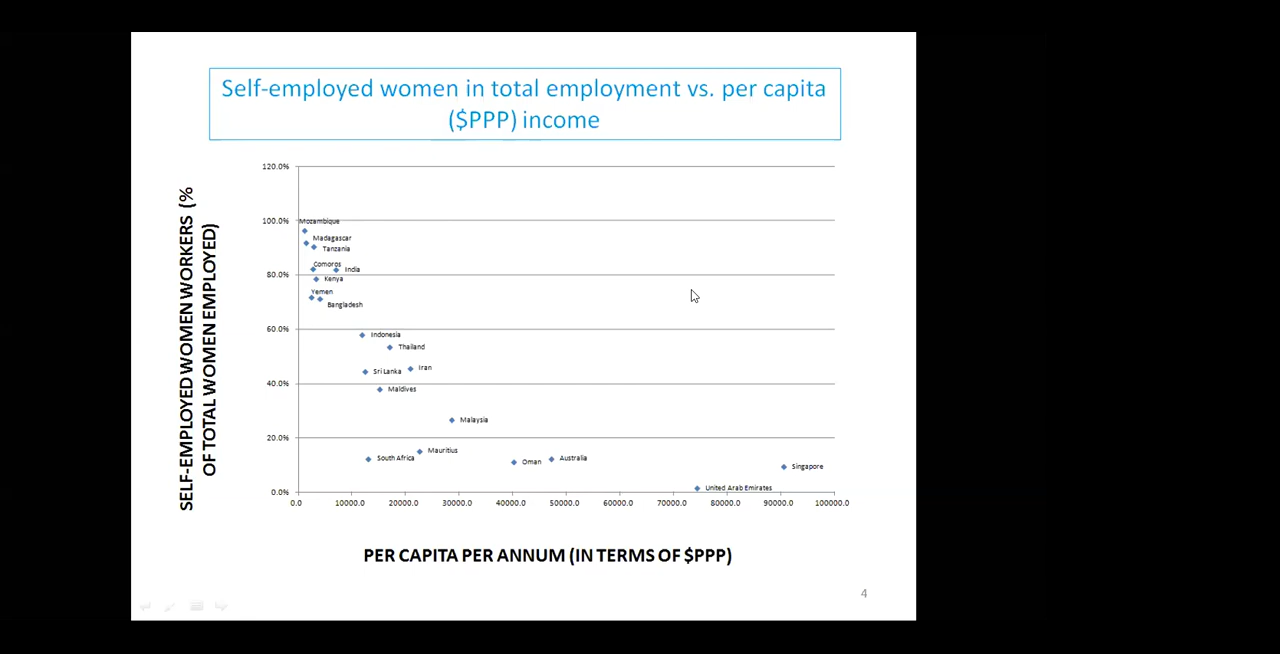 Self-employed women in total employment vs. per capita
($PPP) income
SELF-EMPLOYED WOMEN WORKERS (%
OF TOTAL WOMEN EMPLOYED)
120.0%
100.0%
80.0%
60.0%
40.0%
20.0%
0.0%
Mozambique
Madagascar
Tanzania
Comoros
India
Kenya
Yemen
Bangladesh
Indonesia
Thailand
Sri Lanka
Iran
Maldives
Malaysia
South Africa
Mauritius
Oman
Australia
Singapore
United Arab Emirates
0.0 10000.0 20000.0 30000.0 40000.0 50000.0 60000.0 70000.0 80000.0 90000.0 100000.0
PER CAPITA PER ANNUM (IN TERMS OF $PPP)
4